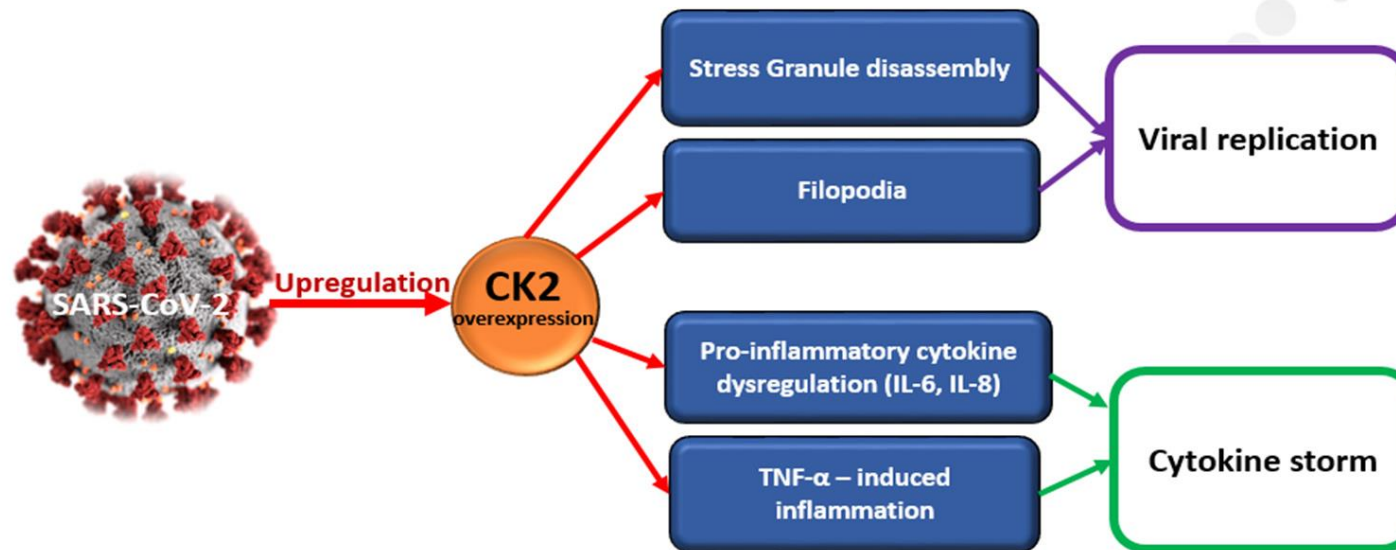 SARS-CoV-2
Upregulation
CK2
overexpression
Stress Granule disassembly
Filopodia
Pro-inflammatory cytokine
dysregulation (IL-6, IL-8)
TNF-α – induced
inflammation
Viral replication
Cytokine storm